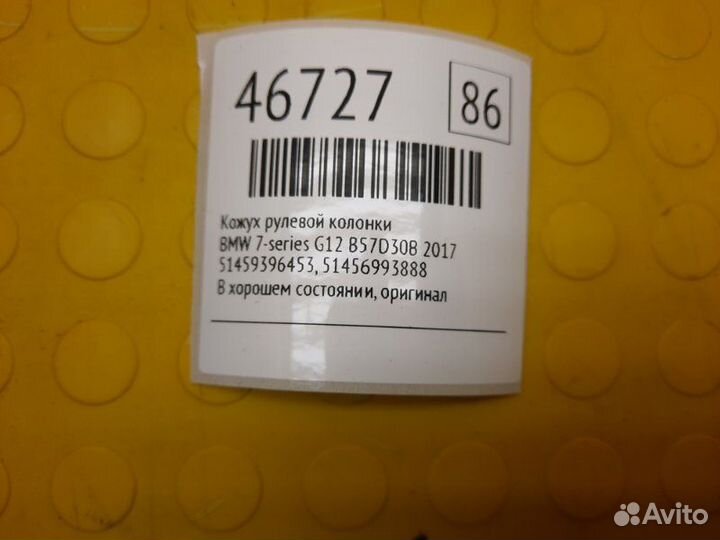 46727
86
Кожух рулевой колонки
BMW 7-series G12 B57D30B 2017
51459396453, 51456993888
В хорошем состоянии, оригинал
Avito